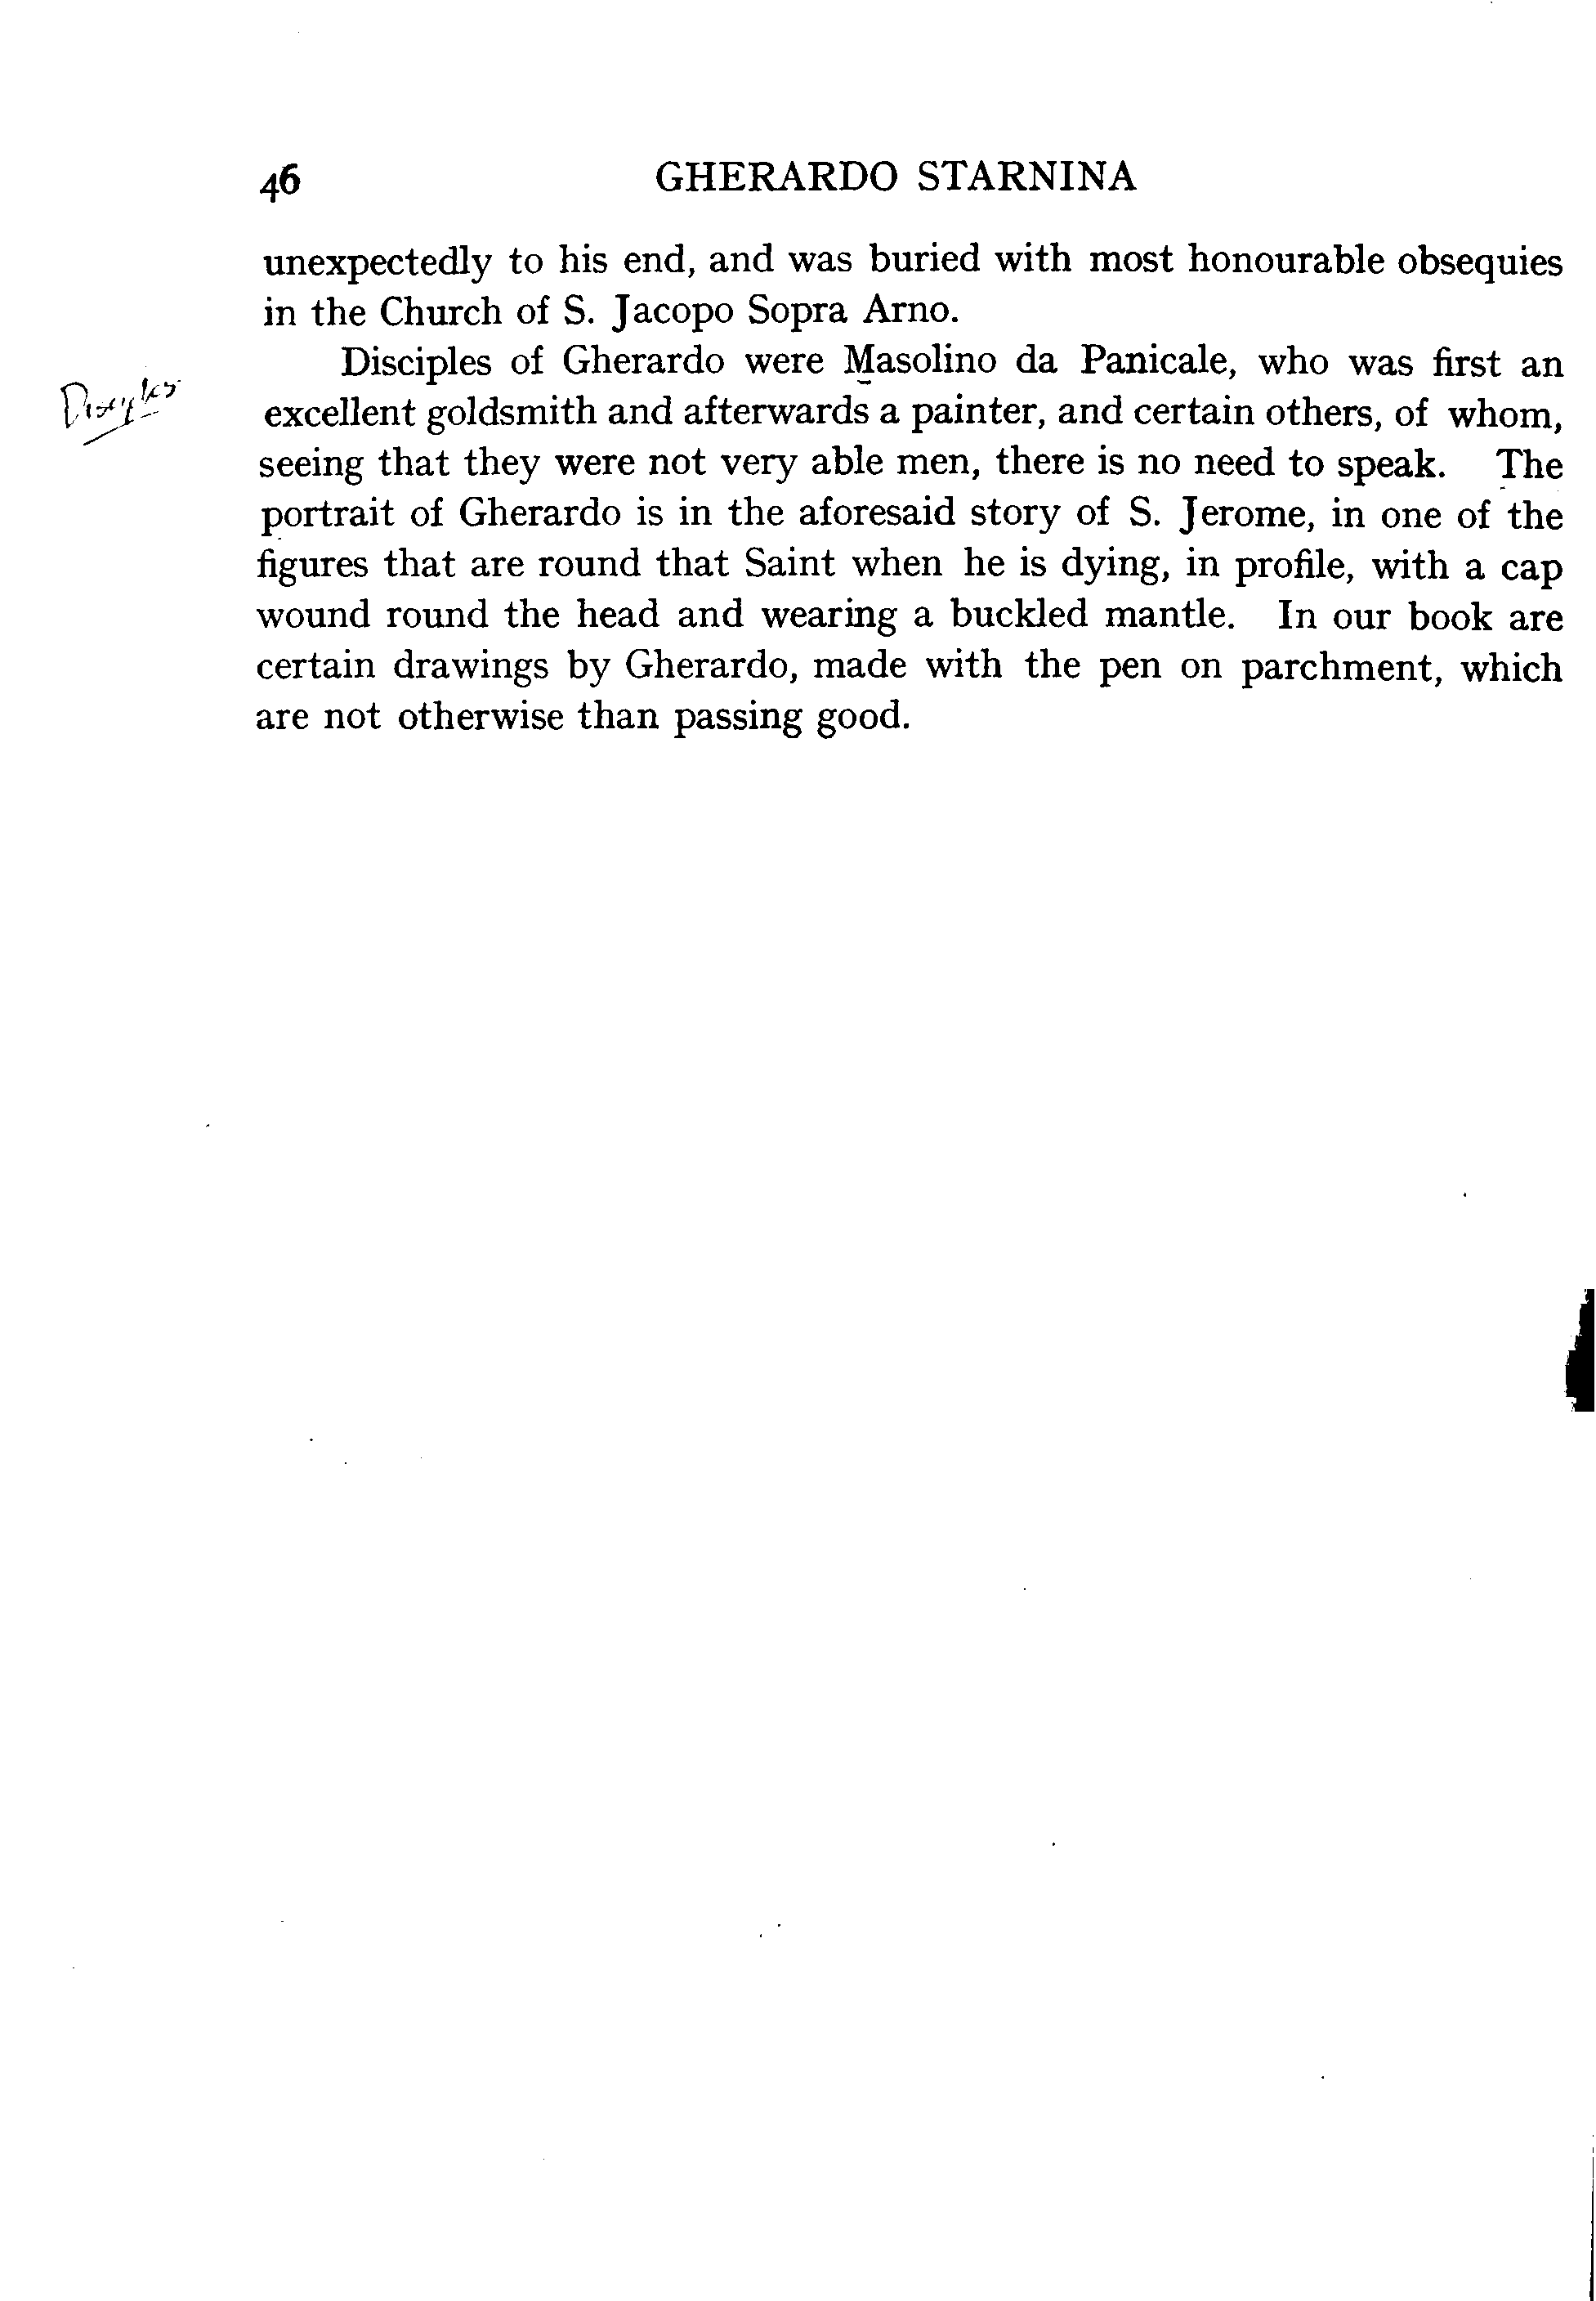 46 GHERARDO STARNINA
unexpectedly to his end, and was buried with most honourable obsequies
in the Church of S. Jacopo Sopra Arno.
Disciples of Gherardo were Masolino da Panicale, who was first an
Disciples
excellent goldsmith and afterwards a painter, and certain others, of whom,
seeing that they were not very able men, there is no need to speak. The
portrait of Gherardo is in the aforesaid story of S. Jerome, in one of the
figures that are round that Saint when he is dying, in profile, with a cap
wound round the head and wearing a buckled mantle. In our book are
certain drawings by Gherardo, made with the pen on parchment, which
are not otherwise than passing good.